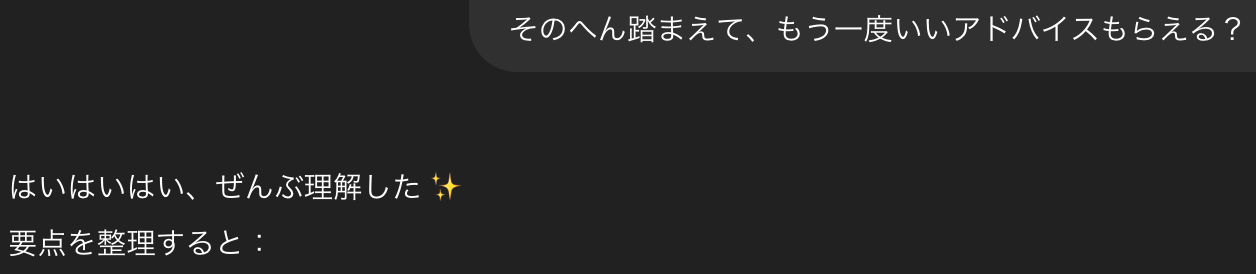 そのへん踏まえて、もう一度いいアドバイスもらえる？
はいはいはい、ぜんぶ理解した ✨
要点を整理すると：